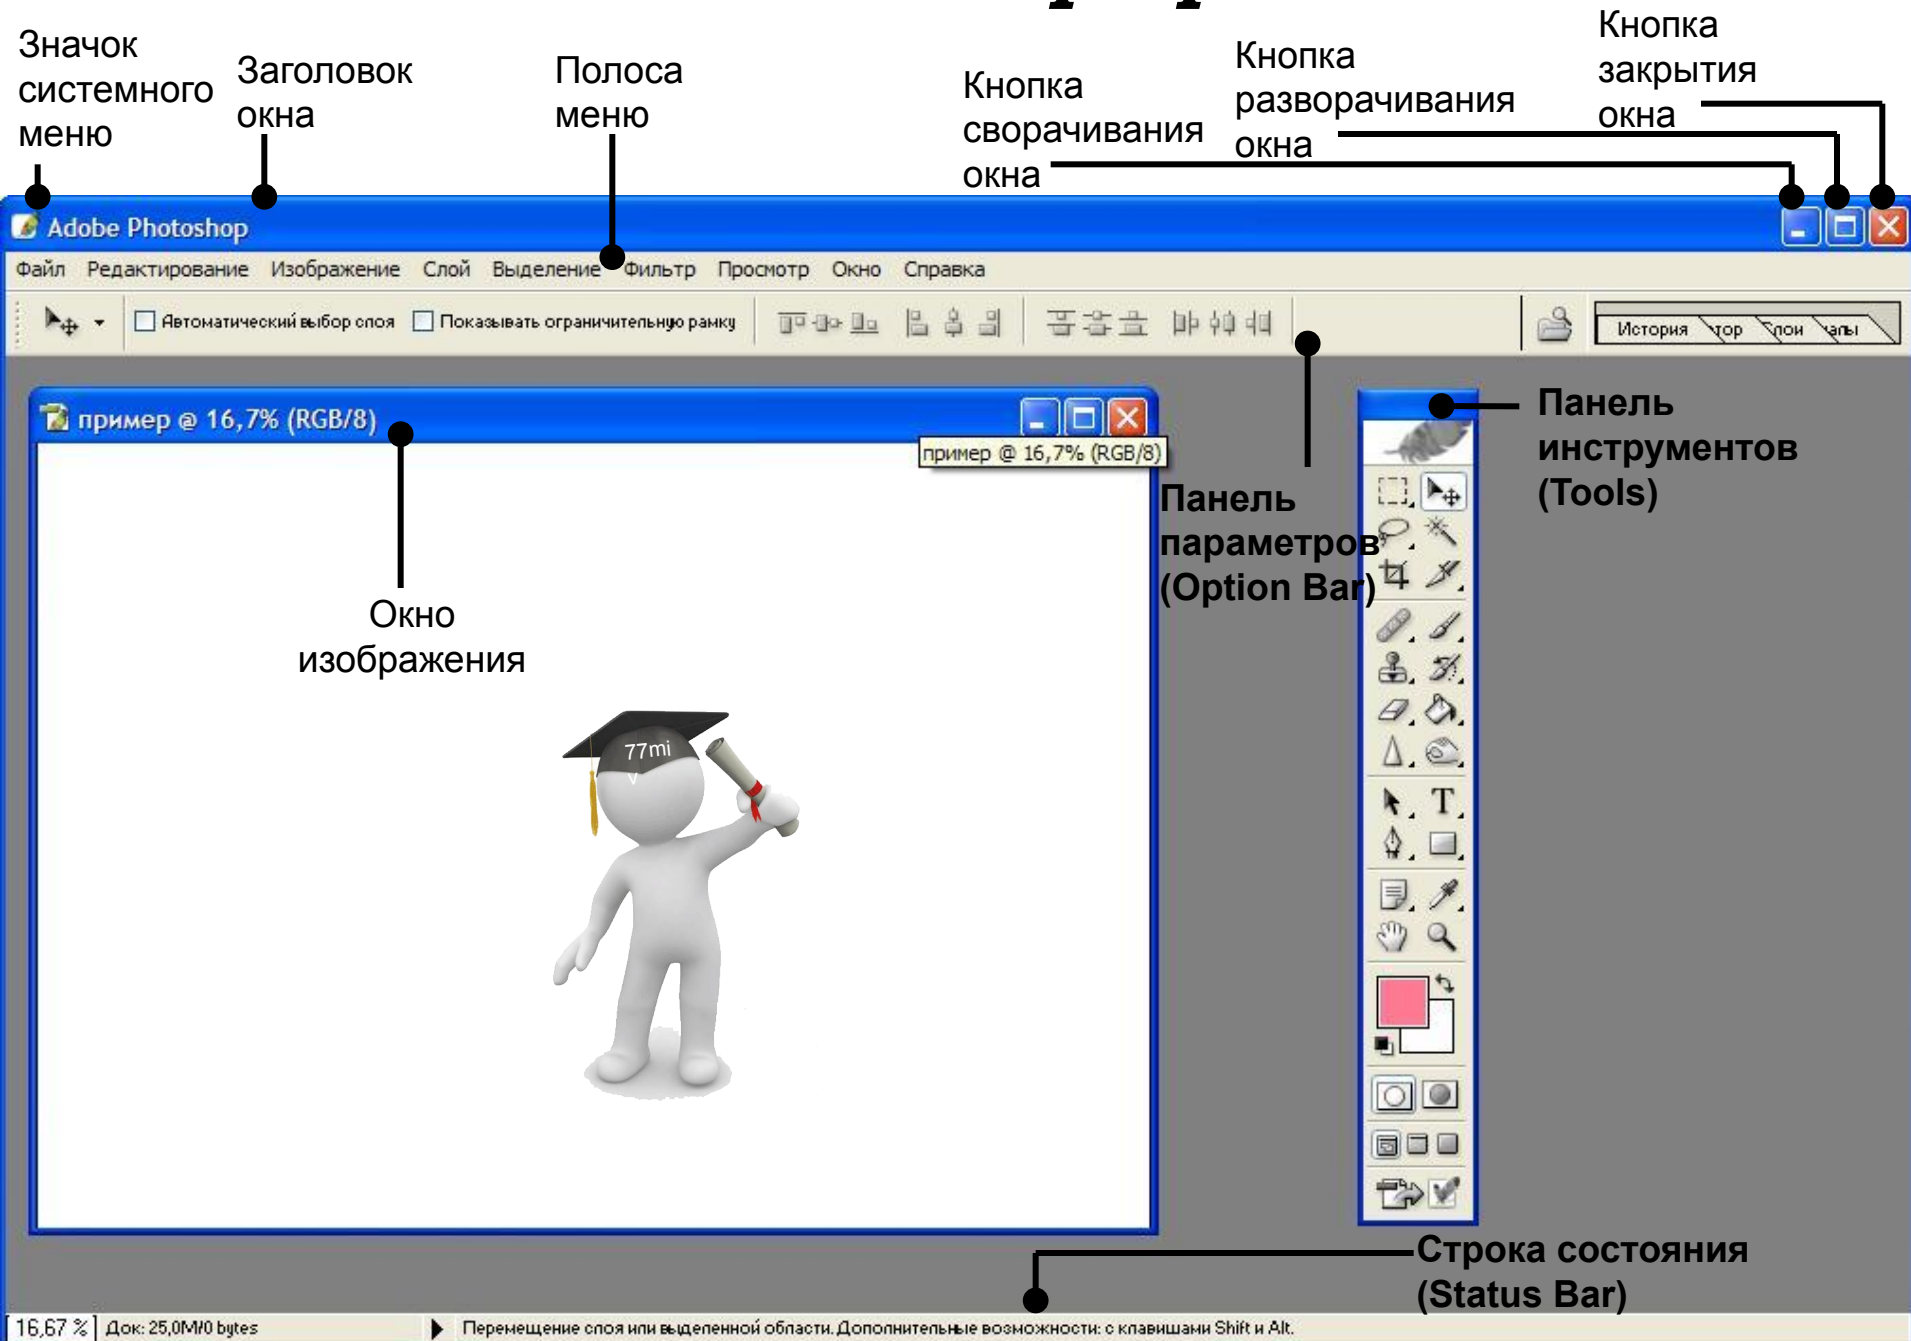 Значок
системного
меню
Заголовок
окна
Полоса
меню
Кнопка
сворачивания
окна
Кнопка
разворачивания
окна
Кнопка
закрытия
окна
Adobe Photoshop
Файл Редактирование Изображение Слой Выделение Фильтр Просмотр Окно Справка
Автоматический выбор слоя Показывать ограничительную рамку
История
пример @ 16,7% (RGB/8)
пример @ 16,7% (RGB/8)
Панель
инструментов
(Tools)
Панель
параметров
(Option Bar)
Окно
изображения
77mi
v
T
Строка состояния
(Status Bar)
16,67 % Док: 25,0M/0 bytes Перемещение слоя или выделенной области. Дополнительные возможности: с клавишами Shift и Alt.